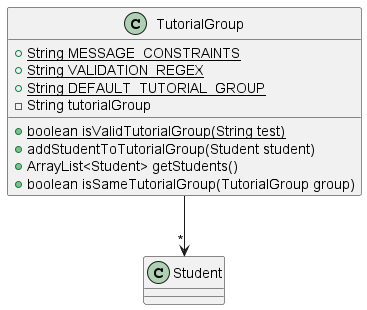 C TutorialGroup
String MESSAGE_CONSTRAINTS
String VALIDATION_REGEX
String DEFAULT_TUTORIAL_GROUP
String tutorialGroup
boolean isValidTutorialGroup(String test)
addStudentToTutorialGroup(Student student)
ArrayList<Student> getStudents()
boolean isSameTutorialGroup(TutorialGroup group)
*
C Student